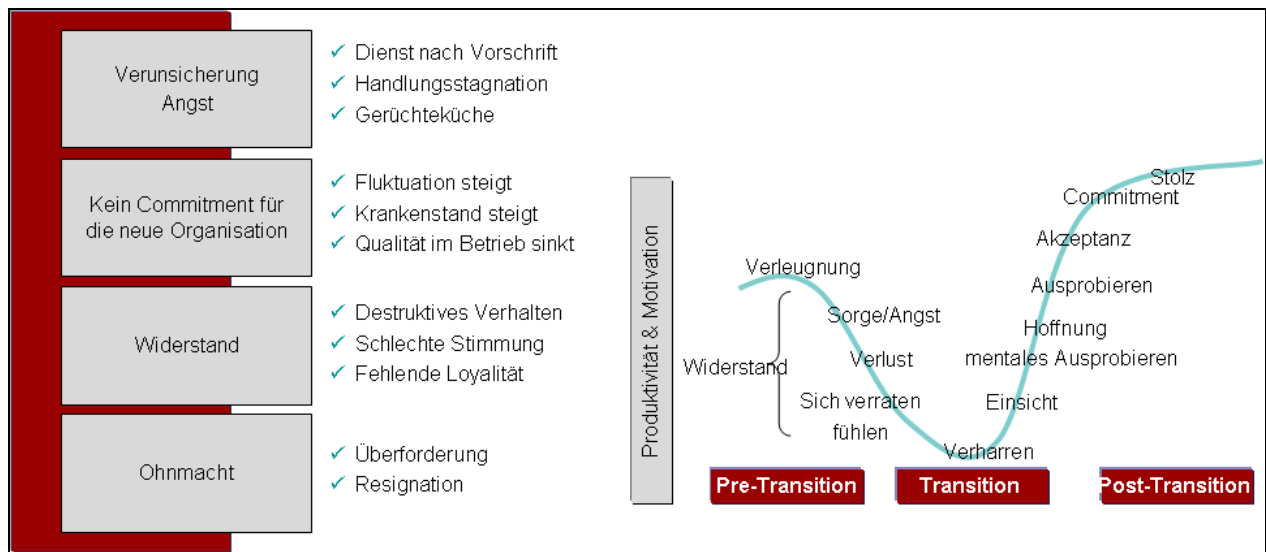 Verunsicherung
Angst
Dienst nach Vorschrift
Handlungsstagnation
Gerüchteküche
Kein Commitment für
die neue Organisation
Fluktuation steigt
Krankenstand steigt
Qualität im Betrieb sinkt
Widerstand
Destruktives Verhalten
Schlechte Stimmung
Fehlende Loyalität
Ohnmacht
Überforderung
Resignation
Produktivität & Motivation
Verleugnung
Widerstand
Sorge/Angst
Verlust
Sich verraten
fühlen
Verharren
Einsicht
mentales Ausprobieren
Hoffnung
Ausprobieren
Akzeptanz
Commitment
Stolz
Pre-Transition
Transition
Post-Transition